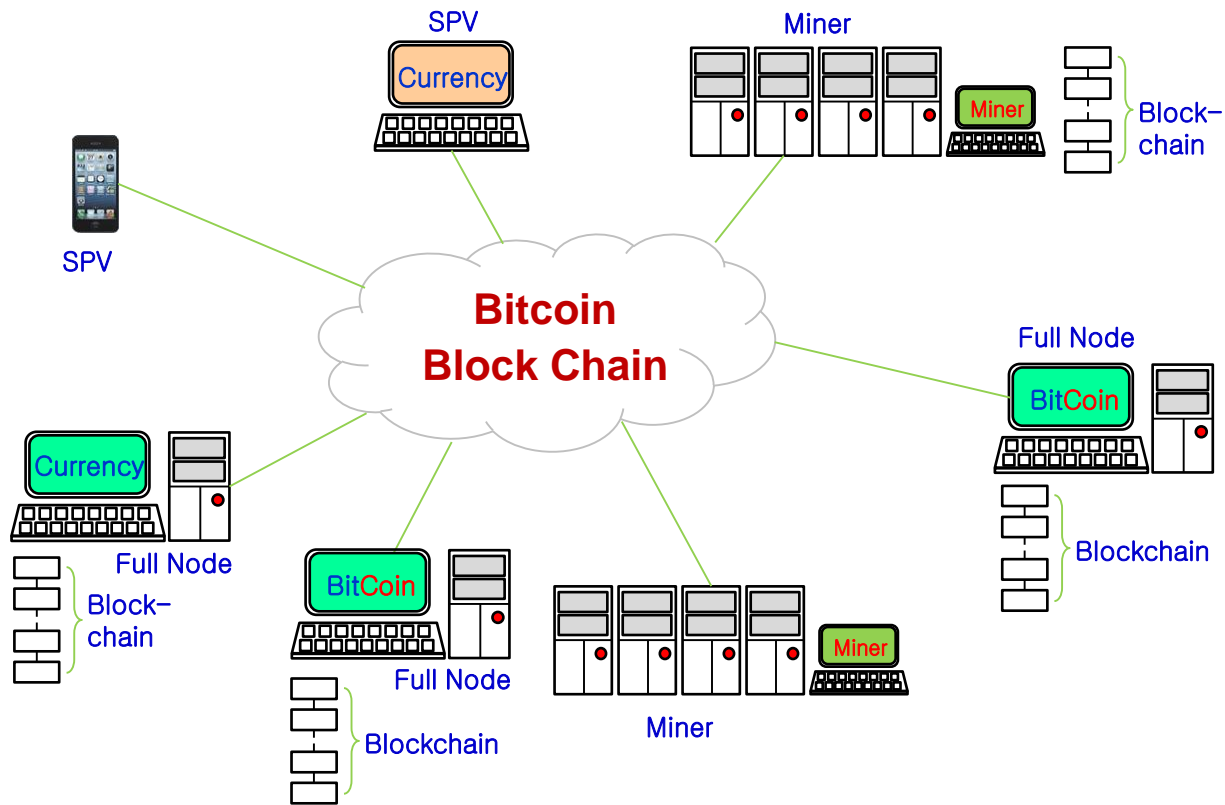 SPV
Currency
Miner
Miner
Block-
chain
SPV
Bitcoin
Block Chain
Full Node
BitCoin
Blockchain
Currency
Full Node
Block-
chain
BitCoin
Full Node
Blockchain
Miner
Miner